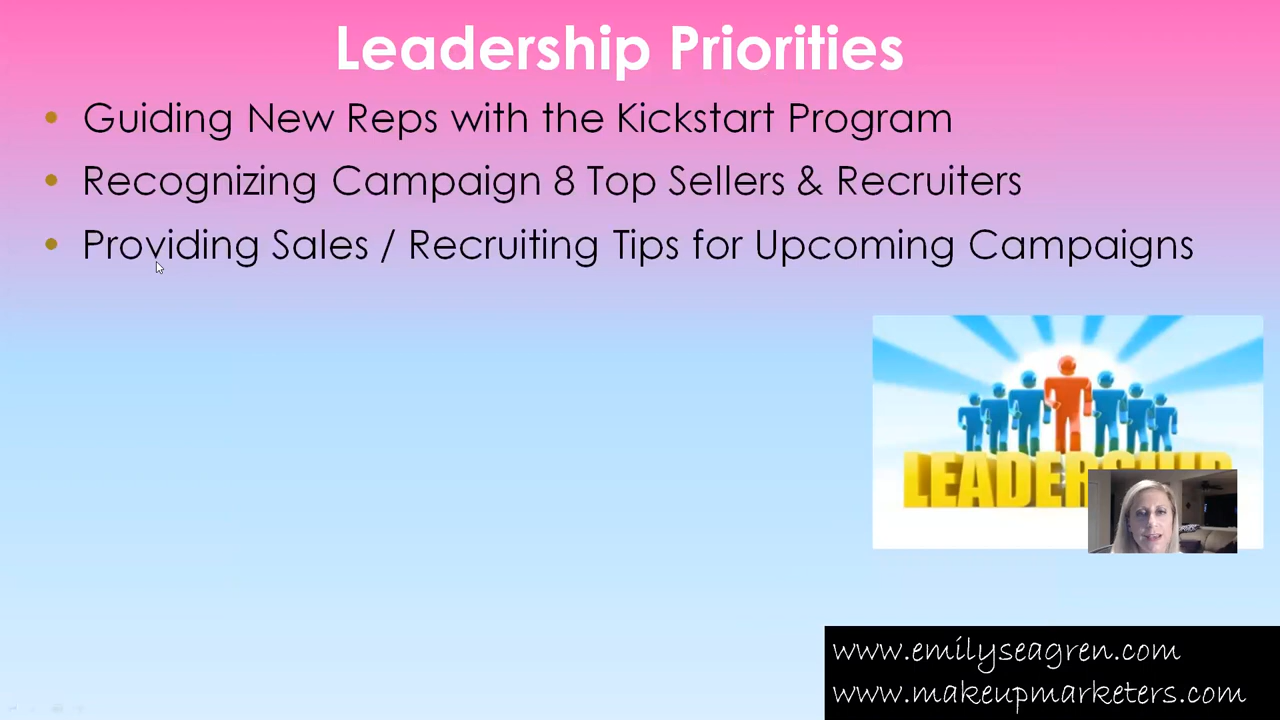 Leadership Priorities
• Guiding New Reps with the Kickstart Program
• Recognizing Campaign 8 Top Sellers & Recruiters
• Providing Sales / Recruiting Tips for Upcoming Campaigns
LEADERSHIP
www.emilyseagren.com
www.makeupmarketers.com